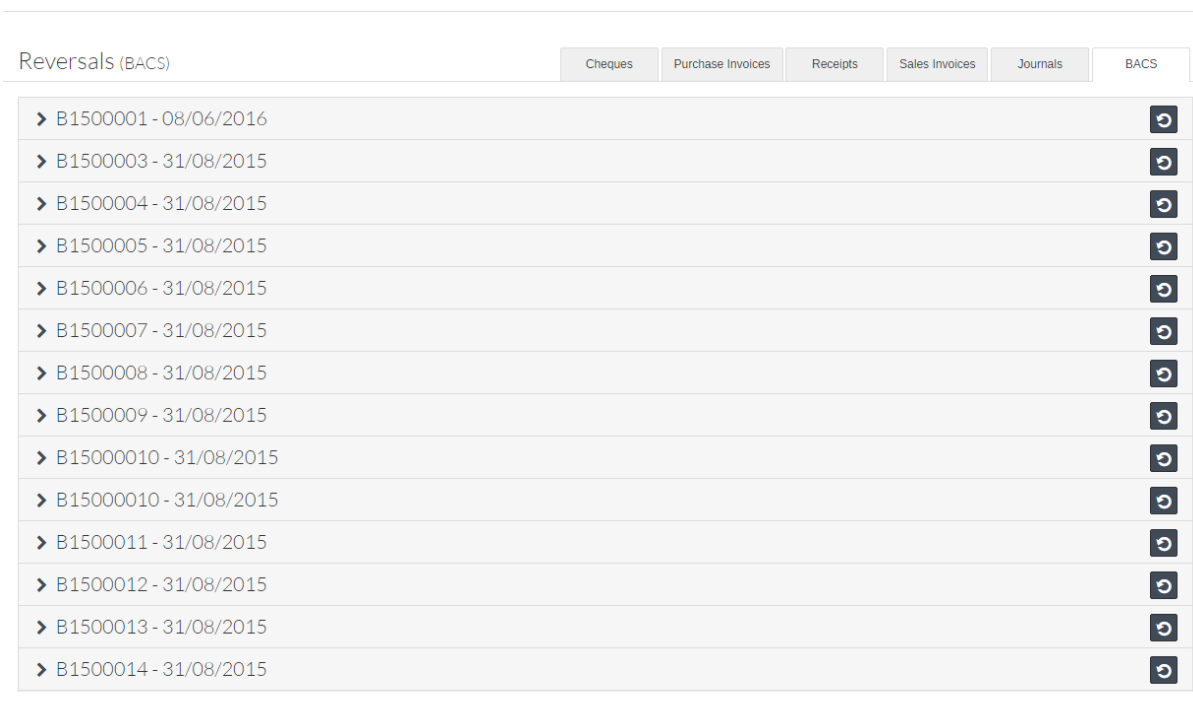 Reversals (BACS)
Cheques Purchase Invoices Receipts Sales Invoices Journals BACS
B1500001 - 08/06/2016
B1500003 - 31/08/2015
B1500004 - 31/08/2015
B1500005 - 31/08/2015
B1500006 - 31/08/2015
B1500007 - 31/08/2015
B1500008 - 31/08/2015
B1500009 - 31/08/2015
B15000010 - 31/08/2015
B15000010 - 31/08/2015
B1500011 - 31/08/2015
B1500012 - 31/08/2015
B1500013 - 31/08/2015
B1500014 - 31/08/2015